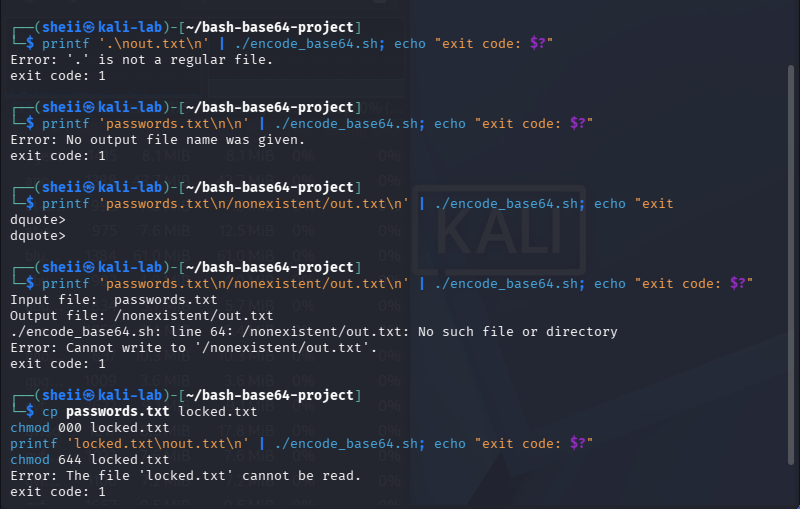 ┌──(sheii㉿kali-lab)-[~/bash-base64-project]
└─$ printf '.\nout.txt\n' | ./encode_base64.sh; echo "exit code: $?"
Error: '.' is not a regular file.
exit code: 1
┌──(sheii㉿kali-lab)-[~/bash-base64-project]
└─$ printf 'passwords.txt\n\n' | ./encode_base64.sh; echo "exit code: $?"
Error: No output file name was given.
exit code: 1
┌──(sheii㉿kali-lab)-[~/bash-base64-project]
└─$ printf 'passwords.txt\n/nonexistent/out.txt\n' | ./encode_base64.sh; echo "exit
dquote>
dquote>
┌──(sheii㉿kali-lab)-[~/bash-base64-project]
└─$ printf 'passwords.txt\n/nonexistent/out.txt\n' | ./encode_base64.sh; echo "exit code: $?"
Input file:  passwords.txt
Output file: /nonexistent/out.txt
./encode_base64.sh: line 64: /nonexistent/out.txt: No such file or directory
Error: Cannot write to '/nonexistent/out.txt'.
exit code: 1
┌──(sheii㉿kali-lab)-[~/bash-base64-project]
└─$ cp passwords.txt locked.txt
chmod 000 locked.txt
printf 'locked.txt\nout.txt\n' | ./encode_base64.sh; echo "exit code: $?"
chmod 644 locked.txt
Error: The file 'locked.txt' cannot be read.
exit code: 1
KALI